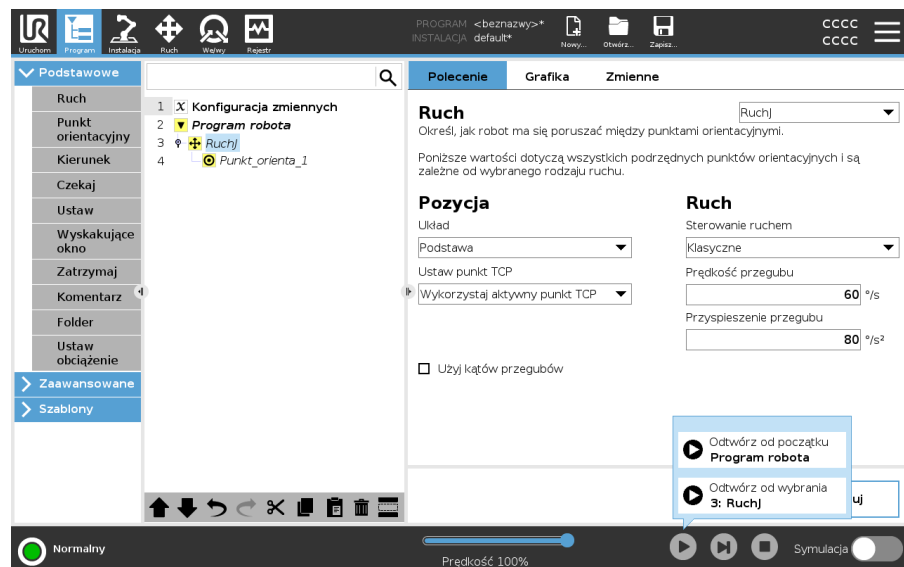 UR
PROGRAM <beznazwy>*
INSTALACJA default*
Uruchom
Program
Instalacja
Ruch
We/wy
Rejestr
Nowy...
Otwórz...
Zapisz...
CCCC
CCCC
Podstawowe
Ruch
Punkt
orientacyjny
Kierunek
Czekaj
Ustaw
Wyskakujące
okno
Zatrzymaj
Komentarz
Folder
Ustaw
obciążenie
Zaawansowane
Szablony
1 X Konfiguracja zmiennych
2 Program robota
3 RuchJ
4 Punkt_orienta_1
Polecenie
Grafika
Zmienne
Ruch
RuchJ
Określ, jak robot ma się poruszać między punktami orientacyjnymi.
Poniższe wartości dotyczą wszystkich podrzędnych punktów orientacyjnych i są
zależne od wybranego rodzaju ruchu.
Pozycja
Układ
Podstawa
Ustaw punkt TCP
Wykorzystaj aktywny punkt TCP
Użyj kątów przegubów
Ruch
Sterowanie ruchem
Klasyczne
Prędkość przegubu
60 °/s
Przyspieszenie przegubu
80 °/s²
Odtwórz od początku
Program robota
Odtwórz od wybrania
3: RuchJ
uj
Normalny
Prędkość 100%
Symulacja